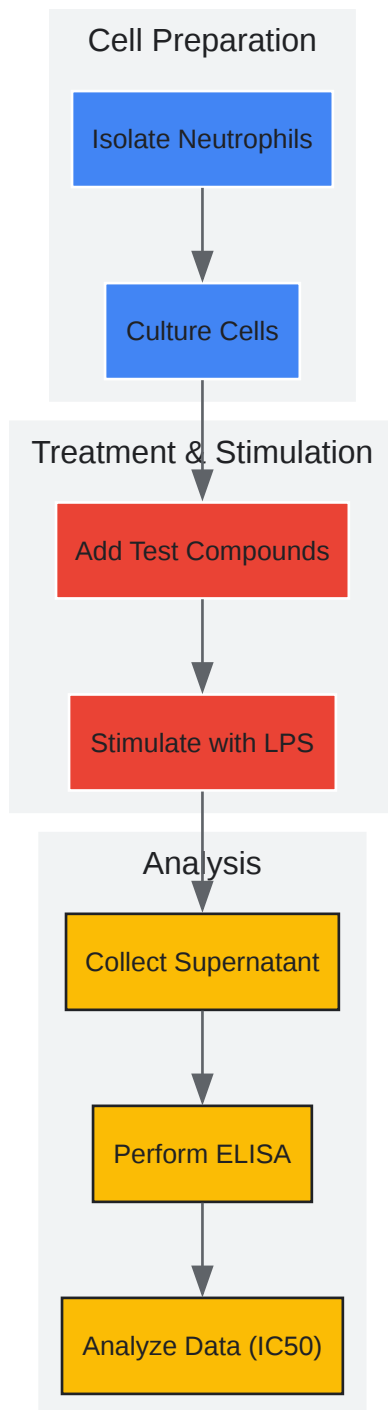 Cell Preparation
Isolate Neutrophils
Culture Cells
Treatment & Stimulation
Add Test Compounds
Stimulate with LPS
Analysis
Collect Supernatant
Perform ELISA
Analyze Data (IC50)